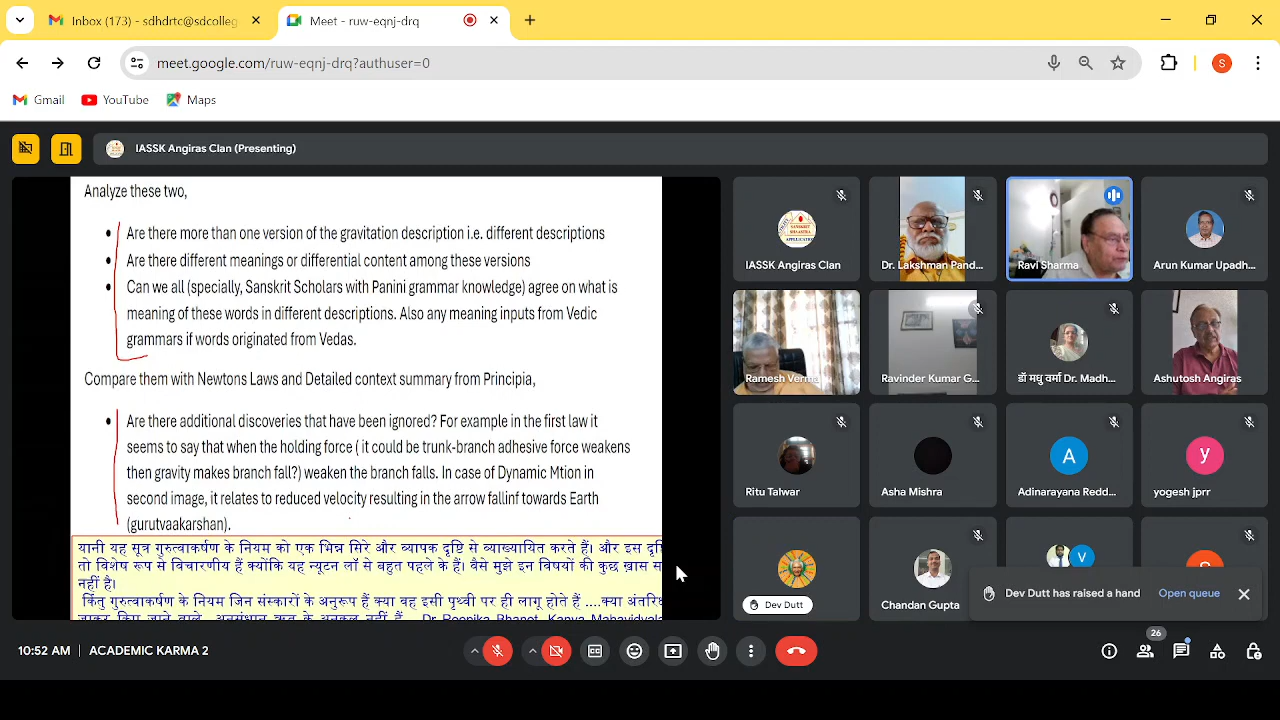 Inbox (173) - sdhdrtc@sdcolleg
Meet - ruw-eqnj-drq
meet.google.com/ruw-eqnj-drq?authuser=0
Gmail
YouTube
Maps
IASSK Angiras Clan (Presenting)
Analyze these two,
Are there more than one version of the gravitation description i.e. different descriptions
Are there different meanings or differential content among these versions
Can we all (specially, Sanskrit Scholars with Panini grammar knowledge) agree on what is
meaning of these words in different descriptions. Also any meaning inputs from Vedic
grammars if words originated from Vedas.
Compare them with Newtons Laws and Detailed context summary from Principia,
Are there additional discoveries that have been ignored? For example in the first law it
seems to say that when the holding force ( it could be trunk-branch adhesive force weakens
then gravity makes branch fall?) weaken the branch falls. In case of Dynamic Mtion in
second image, it relates to reduced velocity resulting in the arrow fallinf towards Earth
(gurutvaakarshan).
यानी यह सूत्र गुरुत्वाकर्षण के नियम को एक भिन्न सिरे और व्यापक दृष्टि से व्याख्यायित करते हैं। और इस
तो विशेष रूप से विचारणीय हैं क्योंकि यह न्यूटन लॉ से बहुत पहले के हैं। वैसे मुझे इन विषयों की कुछ ख़ास
नहीं है।
किंतु गुरुत्वाकर्षण के नियम जिन संस्कारों के अनुरूप हैं क्या वह इसी पृथ्वी पर ही लागू होते हैं ....क्या
IASSK Angiras Clan
Dr. Lakshman Pand...
Ravi Sharma
Arun Kumar Upadh...
Ramesh Verma
Ravinder Kumar G...
डॉ मधु वर्मा Dr. Madh...
Ashutosh Angiras
Ritu Talwar
Asha Mishra
A
Adinarayana Redd...
y
yogesh jprr
Dev Dutt
Chandan Gupta
V
S
Dev Dutt has raised a hand
Open queue
10:52 AM | ACADEMIC KARMA 2
26